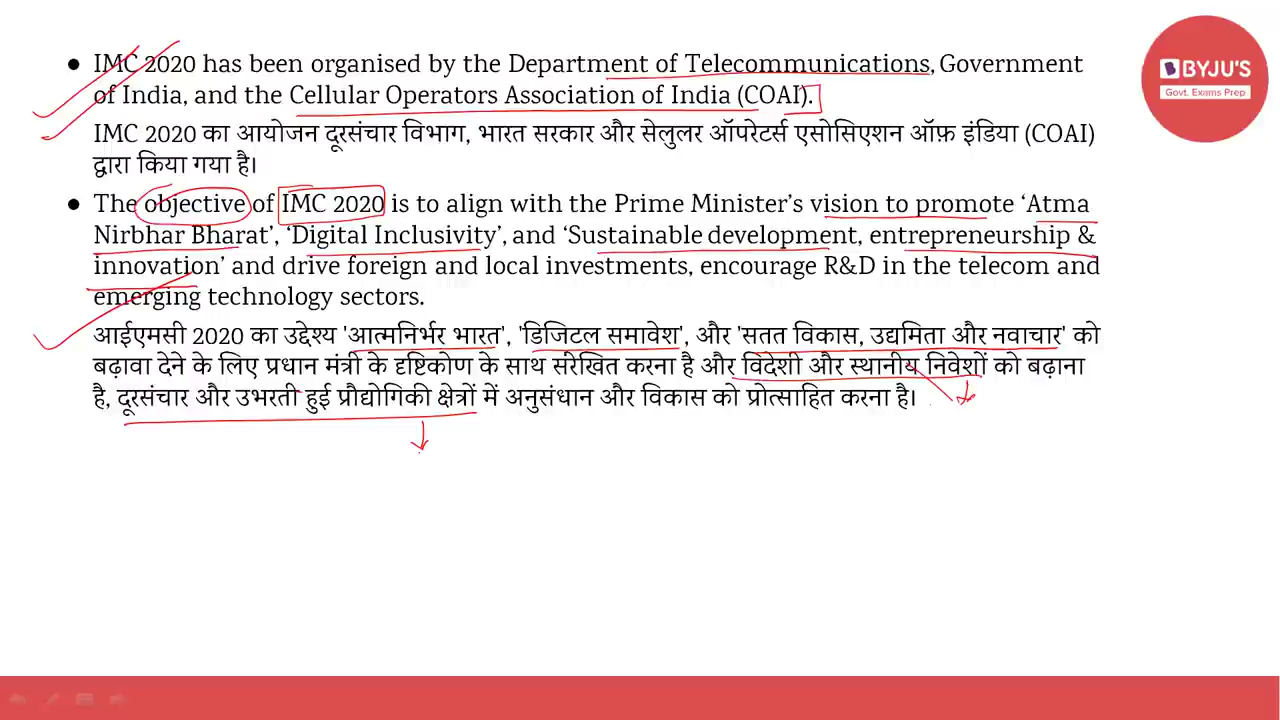 BYJU'S
Govt. Exams Prep
● IMC 2020 has been organised by the Department of Telecommunications, Government
of India, and the Cellular Operators Association of India (COAI).
IMC 2020 का आयोजन दूरसंचार विभाग, भारत सरकार और सेलुलर ऑपरेटर्स एसोसिएशन ऑफ़ इंडिया (COAI)
द्वारा किया गया है।
● The objective of IMC 2020 is to align with the Prime Minister’s vision to promote ‘Atma
Nirbhar Bharat’, ‘Digital Inclusivity’, and ‘Sustainable development, entrepreneurship &
innovation’ and drive foreign and local investments, encourage R&D in the telecom and
emerging technology sectors.
आईएमसी 2020 का उद्देश्य 'आत्मनिर्भर भारत', 'डिजिटल समावेश', और 'सतत विकास, उद्यमिता और नवाचार' को
बढ़ावा देने के लिए प्रधान मंत्री के दृष्टिकोण के साथ संरेखित करना है और विदेशी और स्थानीय निवेशों को बढ़ाना
है, दूरसंचार और उभरती हुई प्रौद्योगिकी क्षेत्रों में अनुसंधान और विकास को प्रोत्साहित करना है।